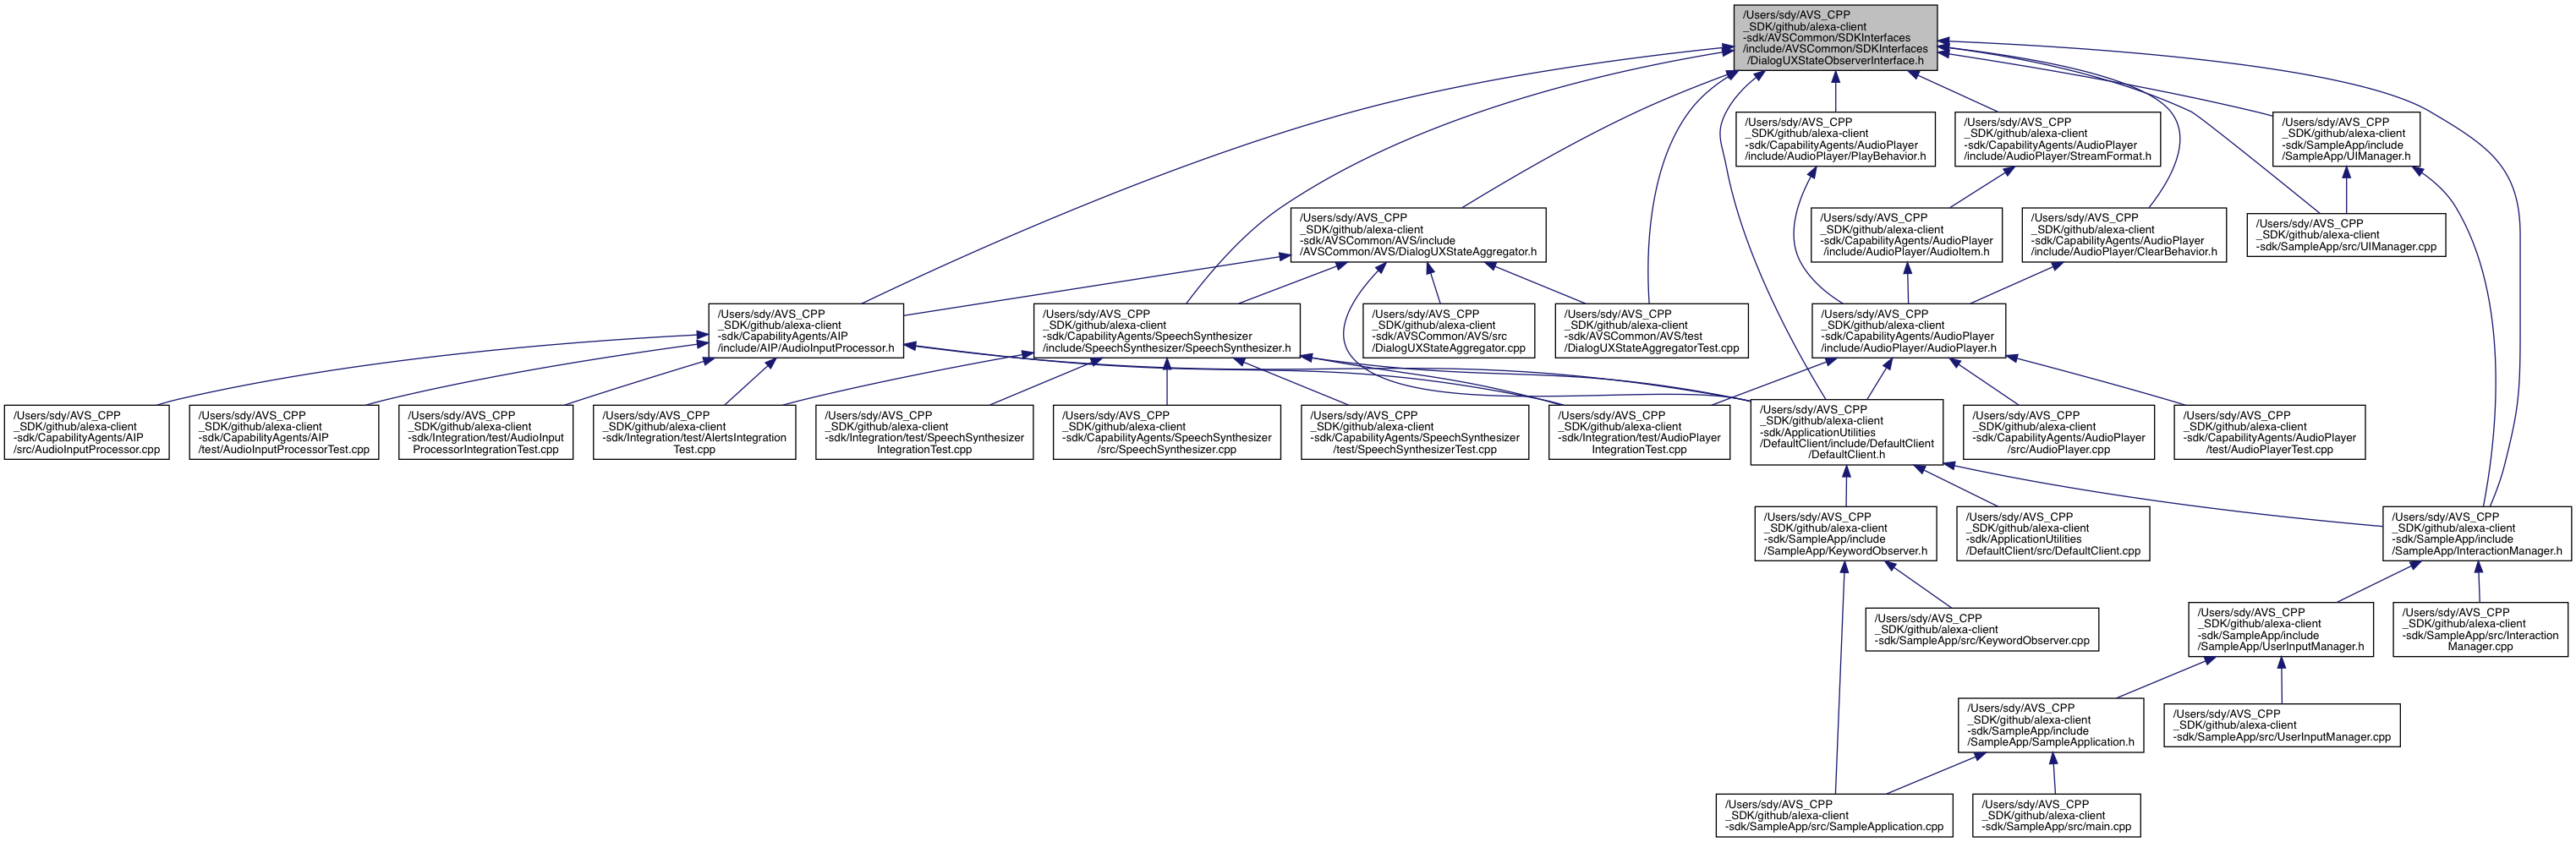 /Users/sdy/AVS_CPP
_SDK/github/alexa-client
-sdk/AVSCommon/SDKInterfaces
/include/AVSCommon/SDKInterfaces
/DialogUXStateObserverInterface.h
/Users/sdy/AVS_CPP
_SDK/github/alexa-client
-sdk/CapabilityAgents/AudioPlayer
/include/AudioPlayer/PlayBehavior.h
/Users/sdy/AVS_CPP
_SDK/github/alexa-client
-sdk/CapabilityAgents/AudioPlayer
/include/AudioPlayer/StreamFormat.h
/Users/sdy/AVS_CPP
_SDK/github/alexa-client
-sdk/SampleApp/include
/SampleApp/UIManager.h
/Users/sdy/AVS_CPP
_SDK/github/alexa-client
-sdk/AVSCommon/AVS/include
/AVSCommon/AVS/DialogUXStateAggregator.h
/Users/sdy/AVS_CPP
_SDK/github/alexa-client
-sdk/CapabilityAgents/AudioPlayer
/include/AudioPlayer/AudioItem.h
/Users/sdy/AVS_CPP
_SDK/github/alexa-client
-sdk/CapabilityAgents/AudioPlayer
/include/AudioPlayer/ClearBehavior.h
/Users/sdy/AVS_CPP
_SDK/github/alexa-client
-sdk/SampleApp/src/UIManager.cpp
/Users/sdy/AVS_CPP
_SDK/github/alexa-client
-sdk/CapabilityAgents/AIP
/include/AIP/AudioInputProcessor.h
/Users/sdy/AVS_CPP
_SDK/github/alexa-client
-sdk/CapabilityAgents/SpeechSynthesizer
/include/SpeechSynthesizer/SpeechSynthesizer.h
/Users/sdy/AVS_CPP
_SDK/github/alexa-client
-sdk/AVSCommon/AVS/src
/DialogUXStateAggregator.cpp
/Users/sdy/AVS_CPP
_SDK/github/alexa-client
-sdk/AVSCommon/AVS/test
/DialogUXStateAggregatorTest.cpp
/Users/sdy/AVS_CPP
_SDK/github/alexa-client
-sdk/CapabilityAgents/AudioPlayer
/include/AudioPlayer/AudioPlayer.h
/Users/sdy/AVS_CPP
_SDK/github/alexa-client
-sdk/CapabilityAgents/AIP
/src/AudioInputProcessor.cpp
/Users/sdy/AVS_CPP
_SDK/github/alexa-client
-sdk/CapabilityAgents/AIP
/test/AudioInputProcessorTest.cpp
/Users/sdy/AVS_CPP
_SDK/github/alexa-client
-sdk/Integration/test/AudioInput
ProcessorIntegrationTest.cpp
/Users/sdy/AVS_CPP
_SDK/github/alexa-client
-sdk/Integration/test/AlertsIntegration
Test.cpp
/Users/sdy/AVS_CPP
_SDK/github/alexa-client
-sdk/Integration/test/SpeechSynthesizer
IntegrationTest.cpp
/Users/sdy/AVS_CPP
_SDK/github/alexa-client
-sdk/CapabilityAgents/SpeechSynthesizer
/src/SpeechSynthesizer.cpp
/Users/sdy/AVS_CPP
_SDK/github/alexa-client
-sdk/CapabilityAgents/SpeechSynthesizer
/test/SpeechSynthesizerTest.cpp
/Users/sdy/AVS_CPP
_SDK/github/alexa-client
-sdk/Integration/test/AudioPlayer
IntegrationTest.cpp
/Users/sdy/AVS_CPP
_SDK/github/alexa-client
-sdk/ApplicationUtilities
/DefaultClient/include/DefaultClient
/DefaultClient.h
/Users/sdy/AVS_CPP
_SDK/github/alexa-client
-sdk/CapabilityAgents/AudioPlayer
/src/AudioPlayer.cpp
/Users/sdy/AVS_CPP
_SDK/github/alexa-client
-sdk/CapabilityAgents/AudioPlayer
/test/AudioPlayerTest.cpp
/Users/sdy/AVS_CPP
_SDK/github/alexa-client
-sdk/SampleApp/include
/SampleApp/KeywordObserver.h
/Users/sdy/AVS_CPP
_SDK/github/alexa-client
-sdk/ApplicationUtilities
/DefaultClient/src/DefaultClient.cpp
/Users/sdy/AVS_CPP
_SDK/github/alexa-client
-sdk/SampleApp/include
/SampleApp/InteractionManager.h
/Users/sdy/AVS_CPP
_SDK/github/alexa-client
-sdk/SampleApp/src/KeywordObserver.cpp
/Users/sdy/AVS_CPP
_SDK/github/alexa-client
-sdk/SampleApp/include
/SampleApp/UserInputManager.h
/Users/sdy/AVS_CPP
_SDK/github/alexa-client
-sdk/SampleApp/src/Interaction
Manager.cpp
/Users/sdy/AVS_CPP
_SDK/github/alexa-client
-sdk/SampleApp/include
/SampleApp/SampleApplication.h
/Users/sdy/AVS_CPP
_SDK/github/alexa-client
-sdk/SampleApp/src/UserInputManager.cpp
/Users/sdy/AVS_CPP
_SDK/github/alexa-client
-sdk/SampleApp/src/SampleApplication.cpp
/Users/sdy/AVS_CPP
_SDK/github/alexa-client
-sdk/SampleApp/src/main.cpp